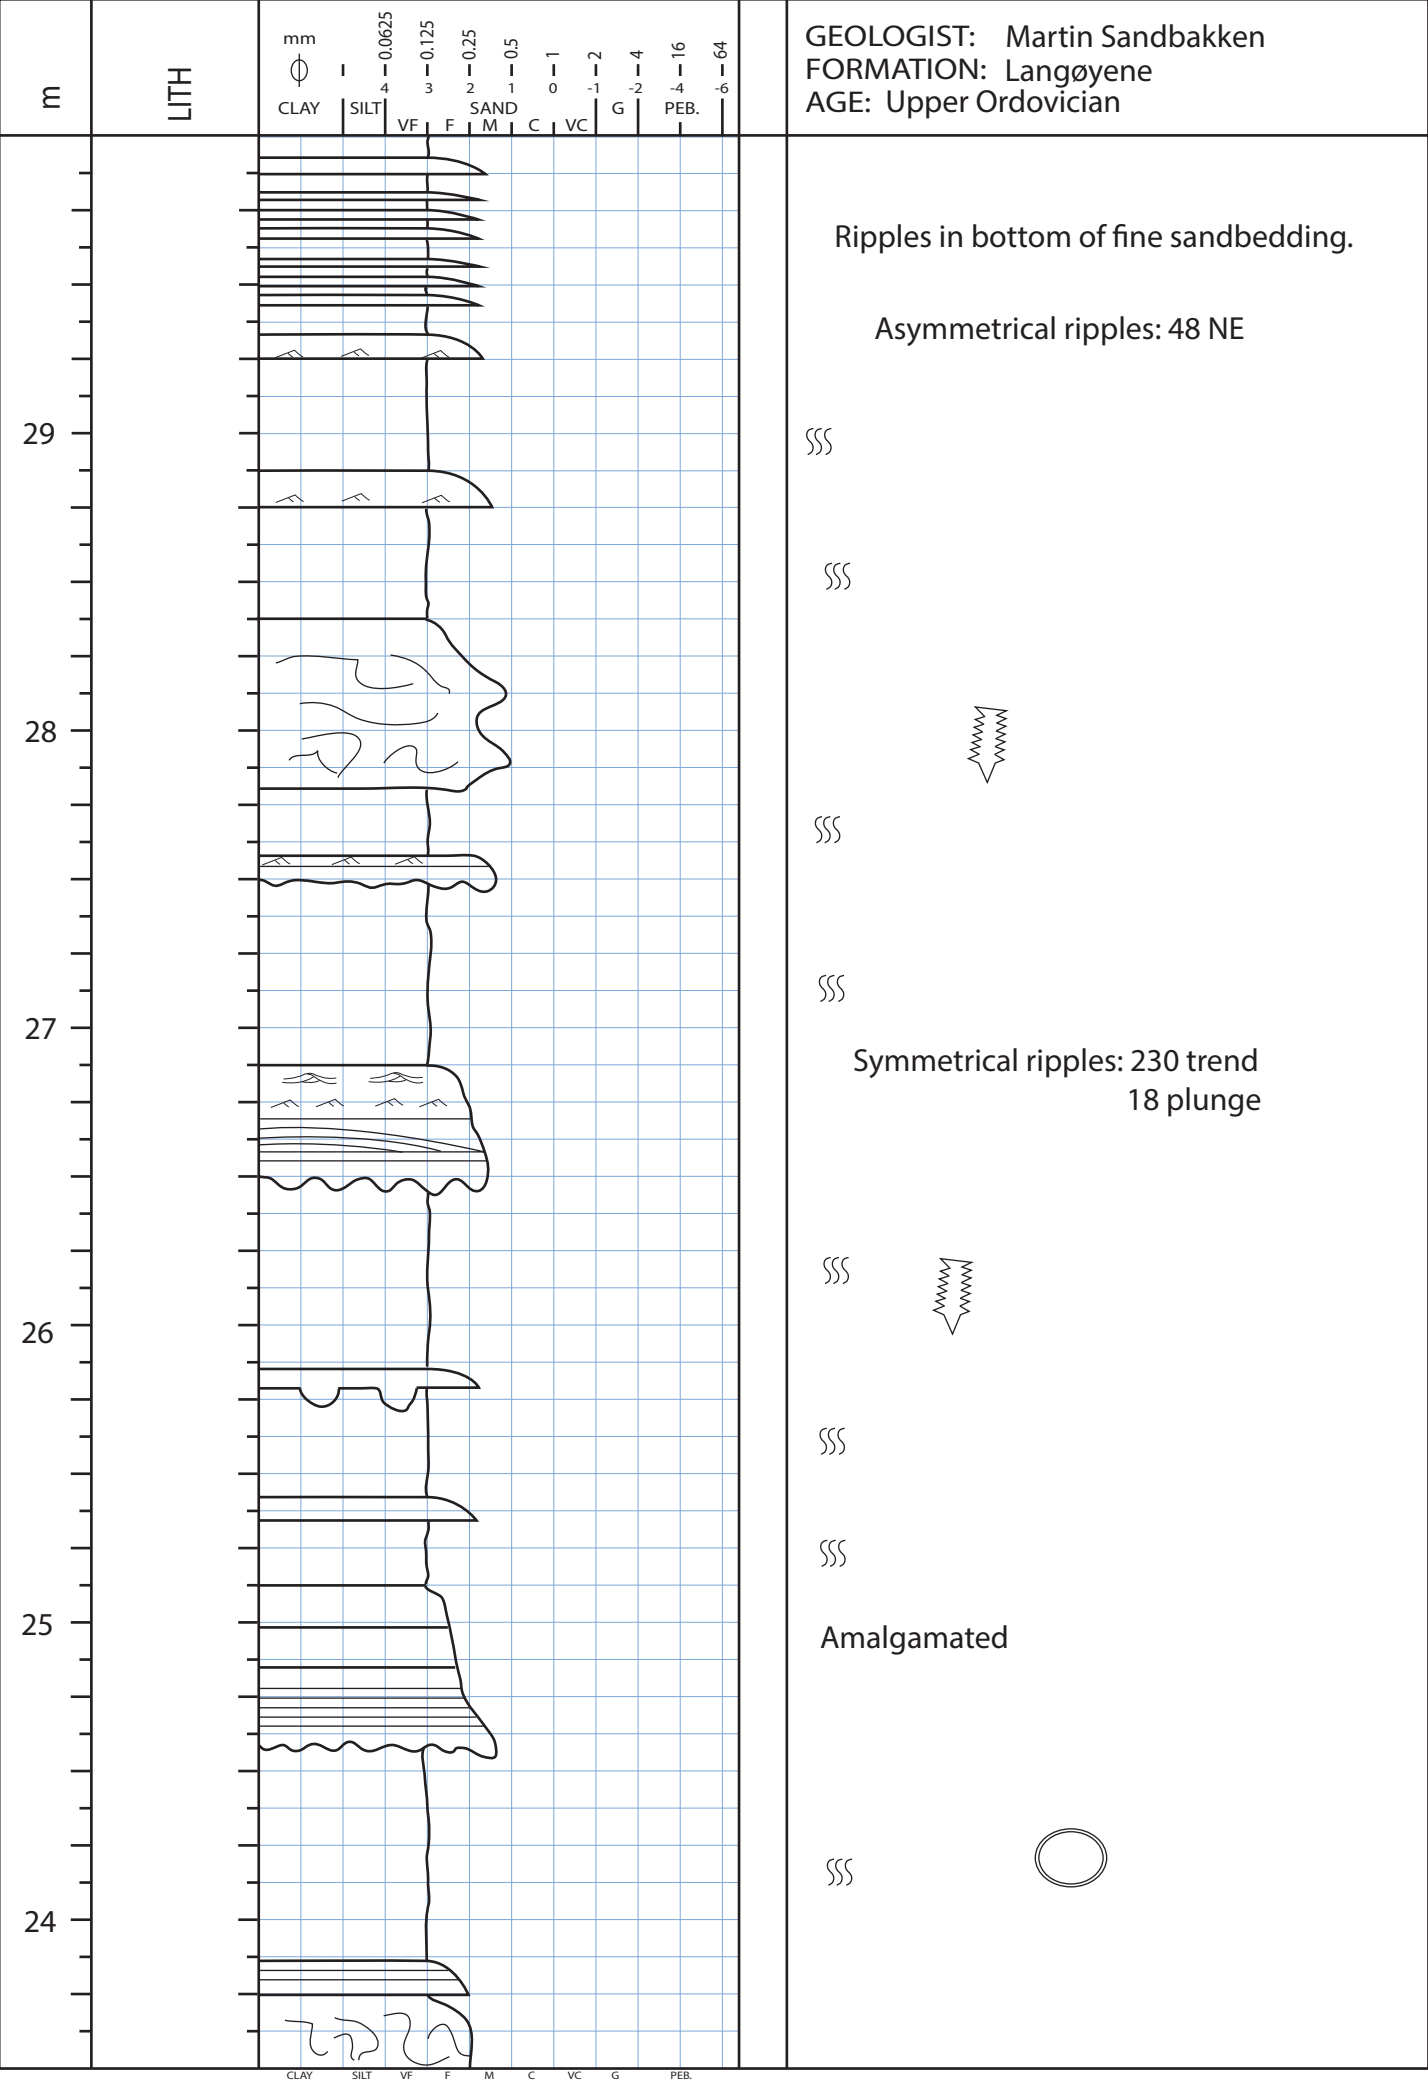 m
LITH
mm
0.0625 0.125 0.25 0.5 1 2 4 16 64
4 3 2 1 0 -1 -2 -4 -6
CLAY SILT SAND G PEB.
VF F M C VC
GEOLOGIST: Martin Sandbakken
FORMATION: Langøyene
AGE: Upper Ordovician
Ripples in bottom of fine sandbedding.
Asymmetrical ripples: 48 NE
29
28
27
Symmetrical ripples: 230 trend
18 plunge
26
25
Amalgamated
24
CLAY SILT VF F M C VC G PEB.